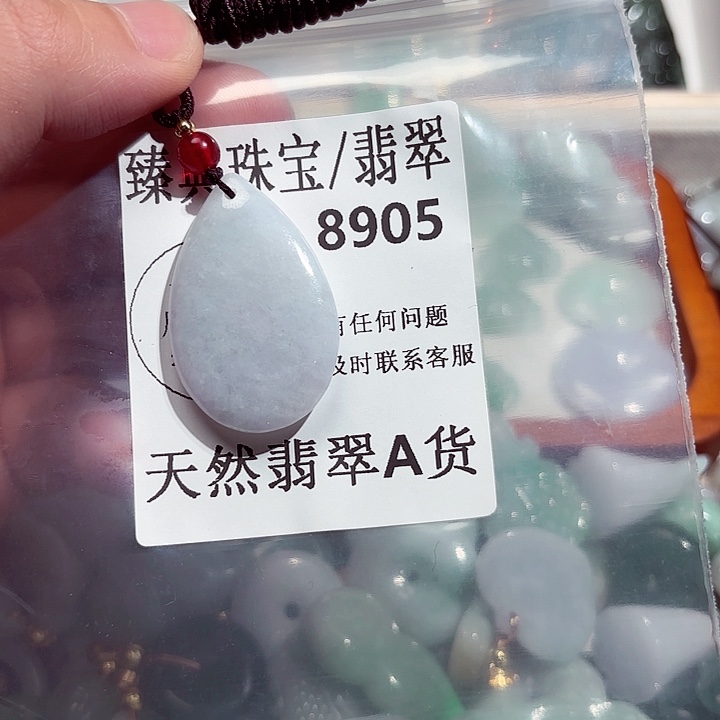 臻典珠宝/翡翠
8905
有任何问题
及时联系客服
天然翡翠A货